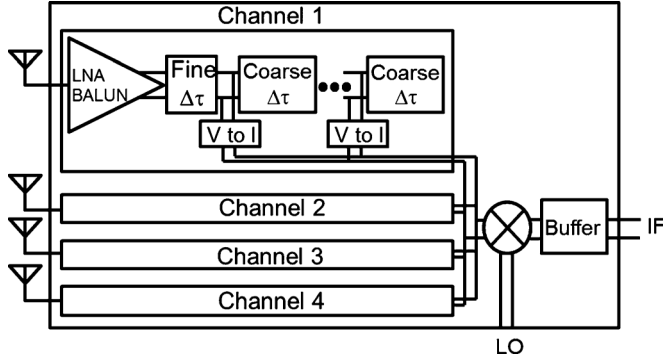 Channel 1
LNA
BALUN
Fine
Δτ
Coarse
Δτ
Coarse
Δτ
V to I
V to I
Channel 2
Channel 3
Channel 4
Buffer
IF
LO